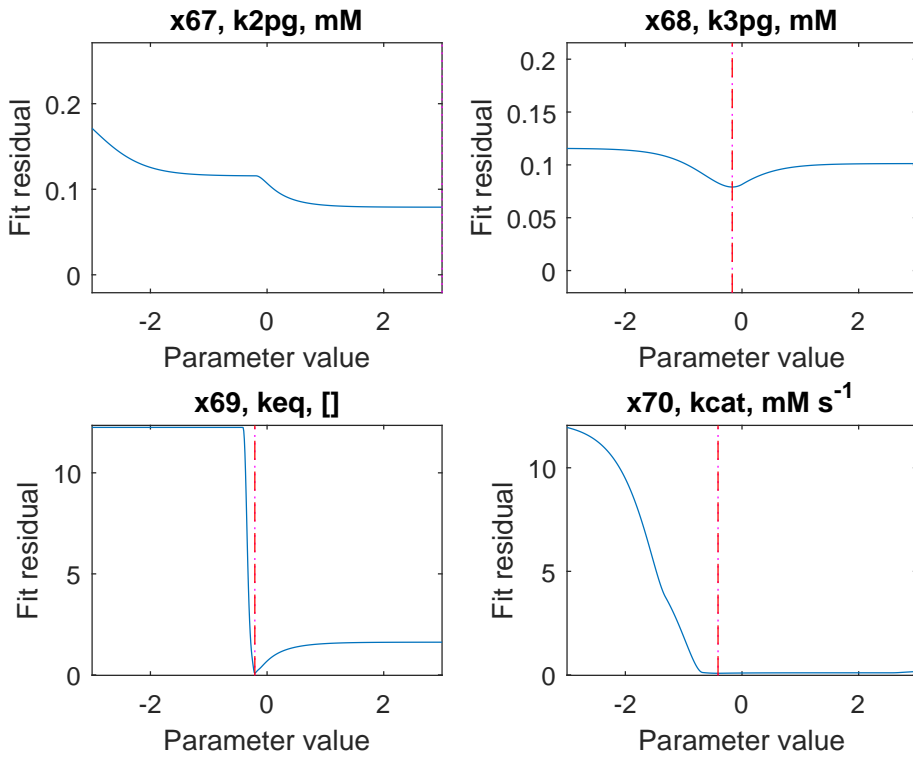 x67, k2pg, mM
0.2
0.1
0
Fit residual
-2 0 2
Parameter value
x68, k3pg, mM
0.2
0.15
0.1
0.05
0
Fit residual
-2 0 2
Parameter value
x69, keq, []
10
5
0
Fit residual
-2 0 2
Parameter value
x70, kcat, mM s-1
10
5
0
Fit residual
-2 0 2
Parameter value